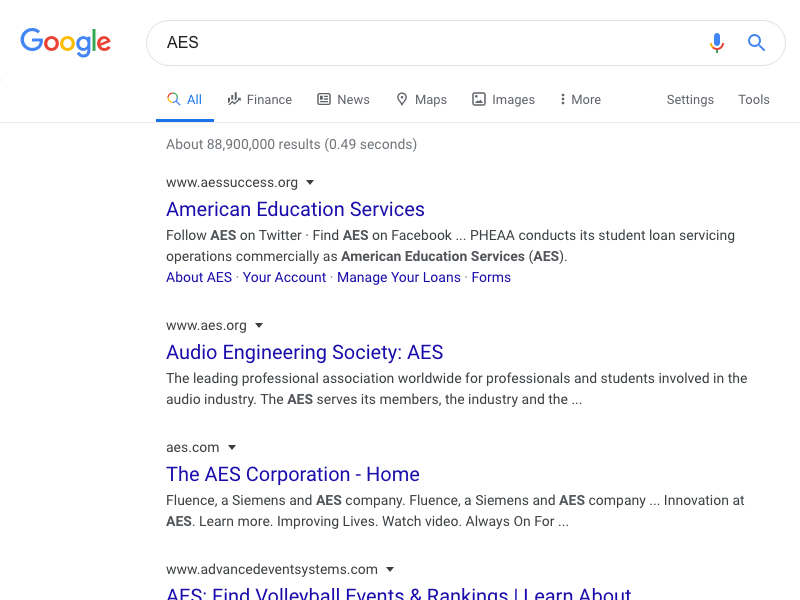 Google
AES
All Finance News Maps Images More Settings Tools
About 88,900,000 results (0.49 seconds)
www.aessuccess.org
American Education Services
Follow AES on Twitter · Find AES on Facebook ... PHEAA conducts its student loan servicing
operations commercially as American Education Services (AES).
About AES · Your Account · Manage Your Loans · Forms
www.aes.org
Audio Engineering Society: AES
The leading professional association worldwide for professionals and students involved in the
audio industry. The AES serves its members, the industry and the ...
aes.com
The AES Corporation - Home
Fluence, a Siemens and AES company. Fluence, a Siemens and AES company ... Innovation at
AES. Learn more. Improving Lives. Watch video. Always On For ...
www.advancedeventsystems.com
AES: Find Volleyball Events & Rankings | Learn About